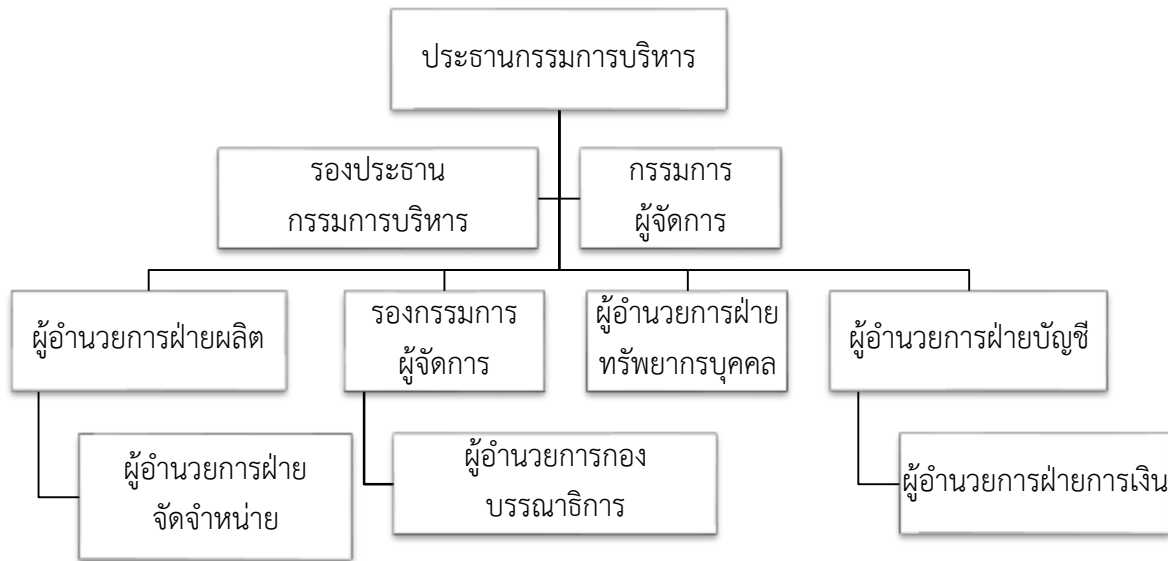 ประธานกรรมการบริหาร
รองประธาน
กรรมการบริหาร
กรรมการ
ผู้จัดการ
ผู้อำนวยการฝ่ายผลิต
รองกรรมการ
ผู้จัดการ
ผู้อำนวยการฝ่าย
ทรัพยากรบุคคล
ผู้อำนวยการฝ่ายบัญชี
ผู้อำนวยการฝ่าย
จัดจำหน่าย
ผู้อำนวยการกอง
บรรณาธิการ
ผู้อำนวยการฝ่ายการเงิน